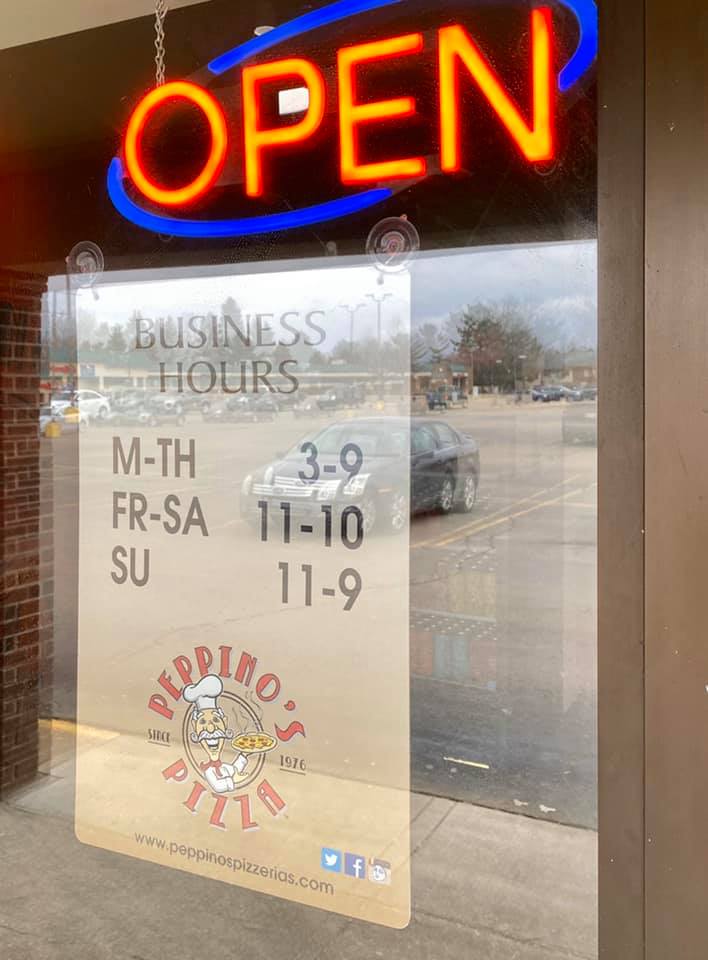 OPEN
BUSINESS
HOURS
M-TH 3-9
FR-SA 11-10
SU 11-9
PEPPINO'S
SINCE 1976
PIZZA
www.peppinospizzerias.com